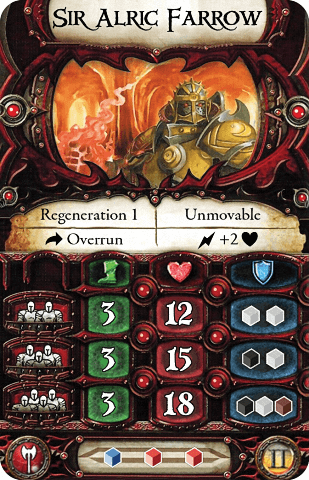 Sir Alric Farrow
Regeneration 1 Unmovable
Overrun +2
3 12
3 15
3 18
II